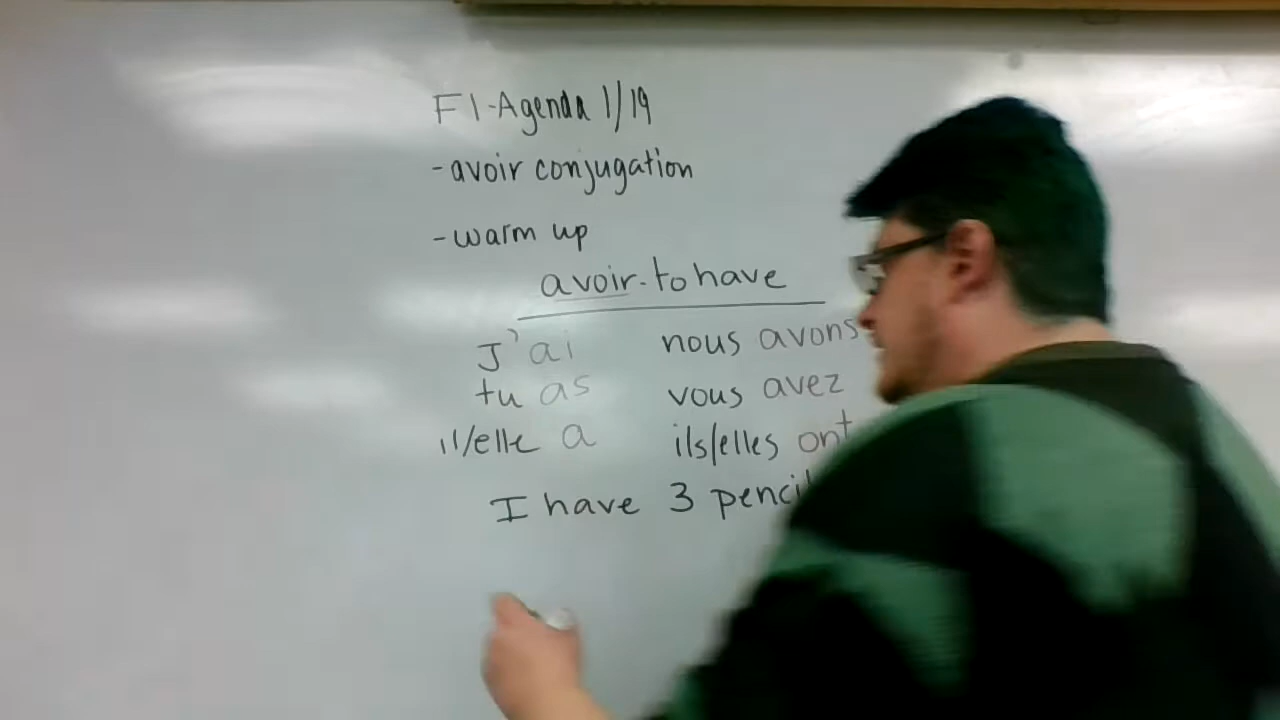 F1-Agenda 1/19
-avoir conjugation
-warm up
avoir-to have
J'ai nous avons
tu as vous avez
il/elle a ils/elles ont
I have 3